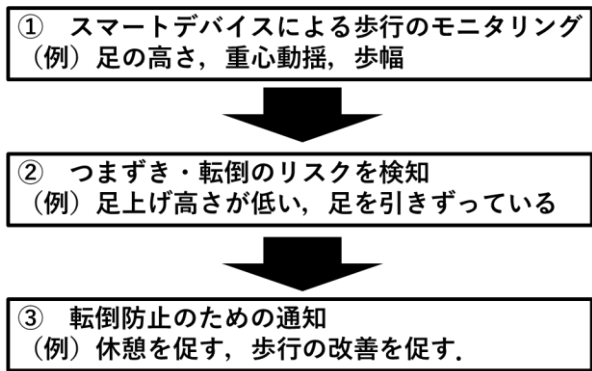 ① スマートデバイスによる歩行のモニタリング
（例）足の高さ，重心動揺，歩幅
② つまずき・転倒のリスクを検知
（例）足上げ高さが低い，足を引きずっている
③ 転倒防止のための通知
（例）休憩を促す，歩行の改善を促す．